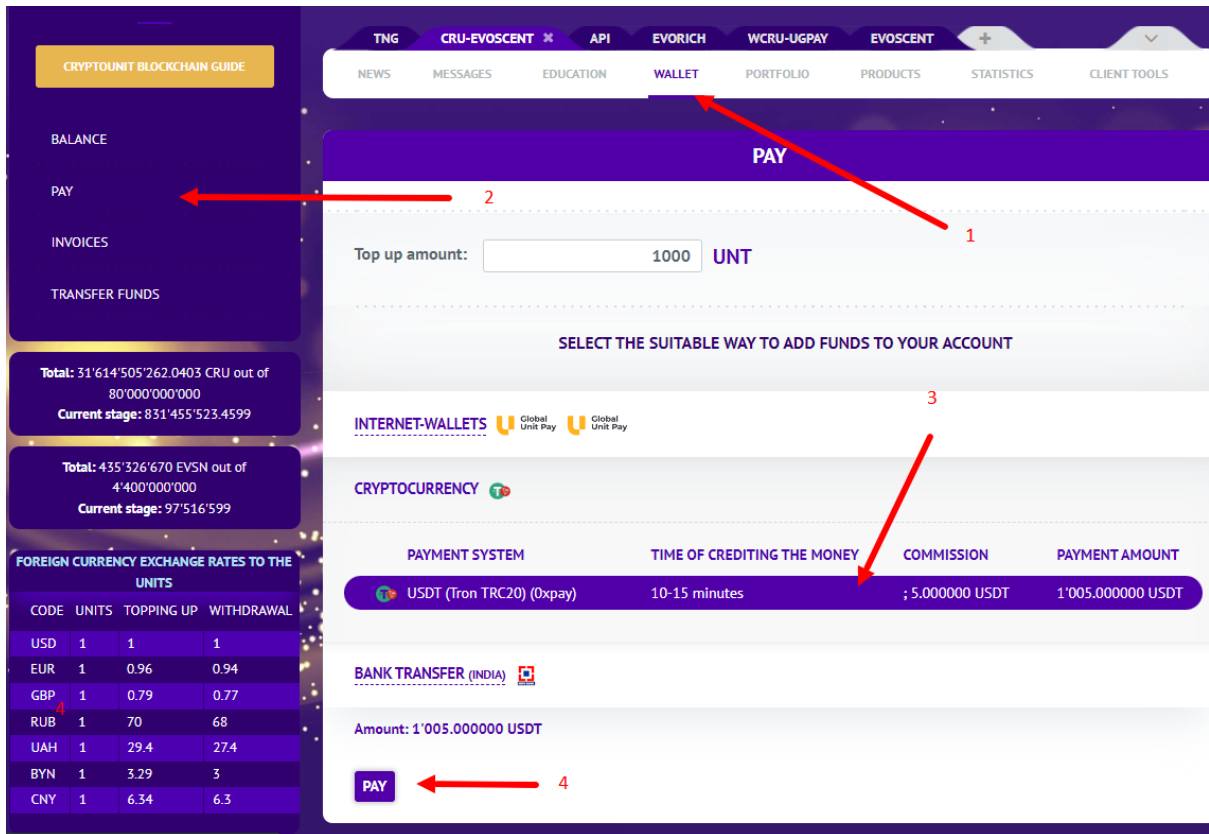 CRYPTOUNIT BLOCKCHAIN GUIDE
BALANCE
PAY
INVOICES
TRANSFER FUNDS
Total: 31'614'505'262.0403 CRU out of
80'000'000'000
Current stage: 831'455'523.4599
Total: 435'326'670 EVSN out of
4'400'000'000
Current stage: 97'516'599
FOREIGN CURRENCY EXCHANGE RATES TO THE
UNITS
CODE UNITS TOPPING UP WITHDRAWAL
USD 1 1 1
EUR 1 0.96 0.94
GBP 1 0.79 0.77
4
RUB 1 70 68
UAH 1 29.4 27.4
BYN 1 3.29 3
CNY 1 6.34 6.3
TNG CRU-EVOSCENT × API EVORICH WCRU-UGPAY EVOSCENT +
NEWS MESSAGES EDUCATION WALLET PORTFOLIO PRODUCTS STATISTICS CLIENT TOOLS
PAY
2
1
Top up amount: 1000 UNT
SELECT THE SUITABLE WAY TO ADD FUNDS TO YOUR ACCOUNT
3
INTERNET-WALLETS Global Unit Pay Global Unit Pay
CRYPTOCURRENCY
PAYMENT SYSTEM TIME OF CREDITING THE MONEY COMMISSION PAYMENT AMOUNT
USDT (Tron TRC20) (0xpay) 10-15 minutes ; 5.000000 USDT 1'005.000000 USDT
BANK TRANSFER (INDIA)
Amount: 1'005.000000 USDT
PAY
4